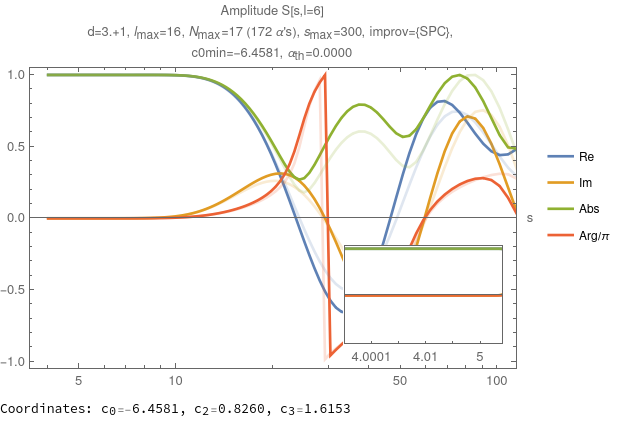 Amplitude S[s,l=6]
d=3.+1, lmax=16, Nmax=17 (172 α's), smax=300, improv={SPC},
c0min=−6.4581, αth=0.0000
1.0
0.5
0.0
−0.5
−1.0
s
Re
Im
Abs
Arg/π
4.0001 4.01 5
5 10 50 100
Coordinates: c0=−6.4581, c2=0.8260, c3=1.6153